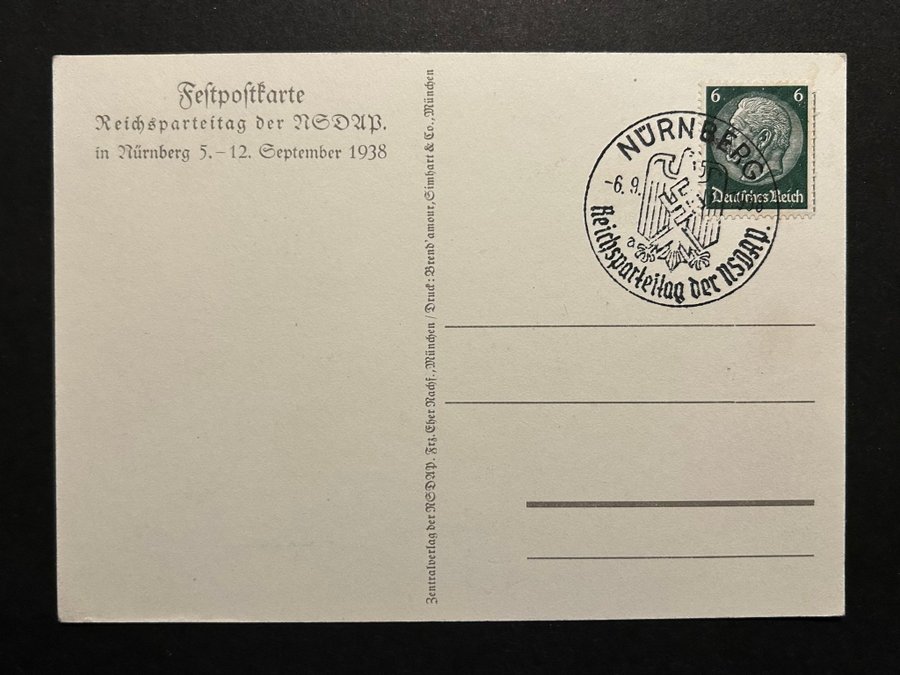 Festpostkarte
Reichsparteitag der NSDAP.
in Nürnberg 5.–12. September 1938
Zentralverlag der NSDAP. Frz. Eher Nachf., München / Druck: Brend'amour, Simhart & Co., München
6 6
Deutsches Reich
NÜRNBERG
-6.9.
a
Reichsparteitag der NSDAP.